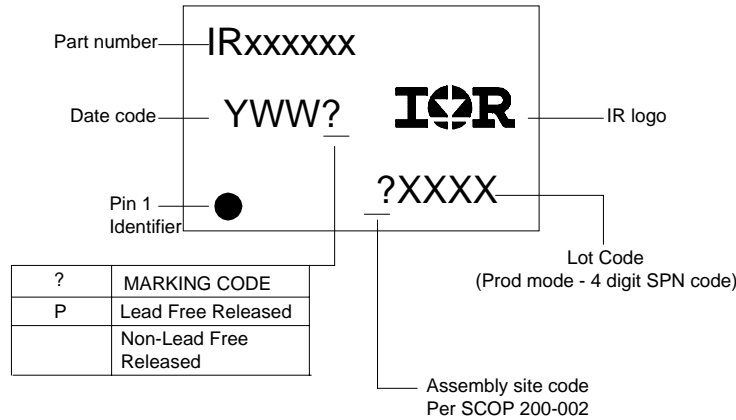 Part number
IRxxxxxx
Date code
YWW?
IOR
IR logo
Pin 1
Identifier
?XXXX
Lot Code
(Prod mode - 4 digit SPN code)
? MARKING CODE
P Lead Free Released
Non-Lead Free
Released
Assembly site code
Per SCOP 200-002